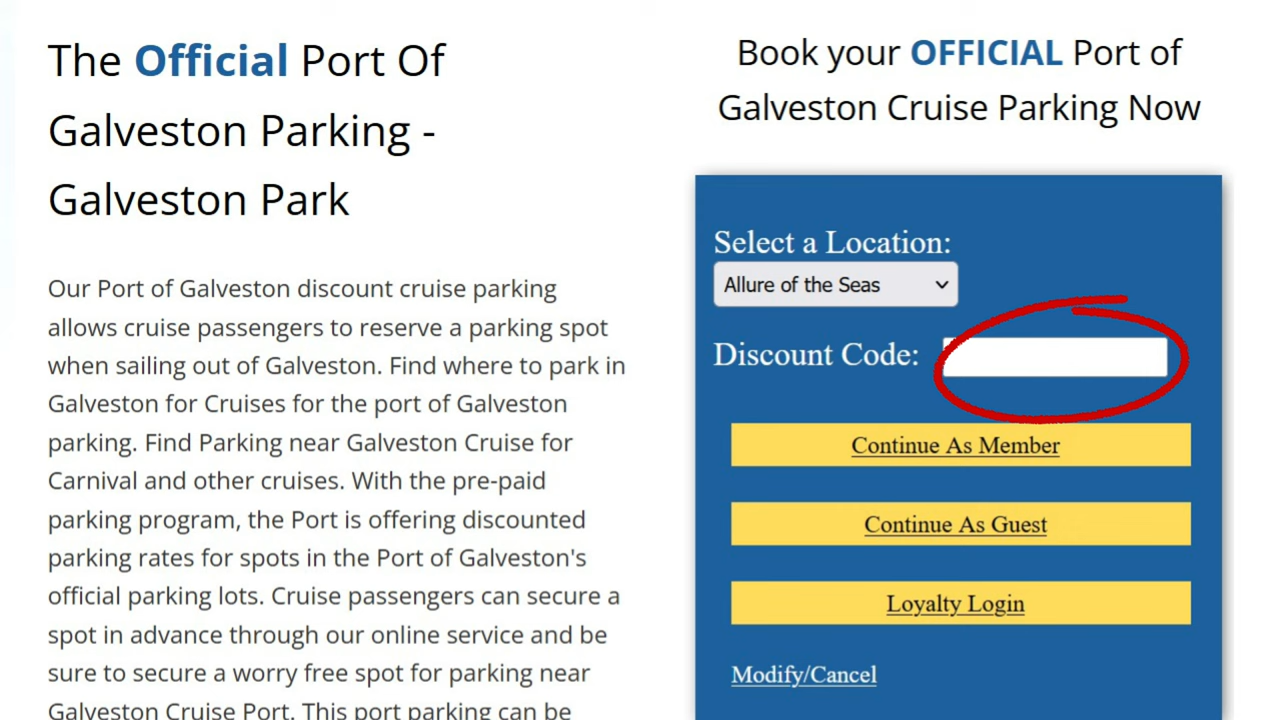 The Official Port Of
Galveston Parking -
Galveston Park
Our Port of Galveston discount cruise parking
allows cruise passengers to reserve a parking spot
when sailing out of Galveston. Find where to park in
Galveston for Cruises for the port of Galveston
parking. Find Parking near Galveston Cruise for
Carnival and other cruises. With the pre-paid
parking program, the Port is offering discounted
parking rates for spots in the Port of Galveston's
official parking lots. Cruise passengers can secure a
spot in advance through our online service and be
sure to secure a worry free spot for parking near
Galveston Cruise Port. This port parking can be
Book your OFFICIAL Port of
Galveston Cruise Parking Now
Select a Location:
Allure of the Seas
Discount Code:
Continue As Member
Continue As Guest
Loyalty Login
Modify/Cancel